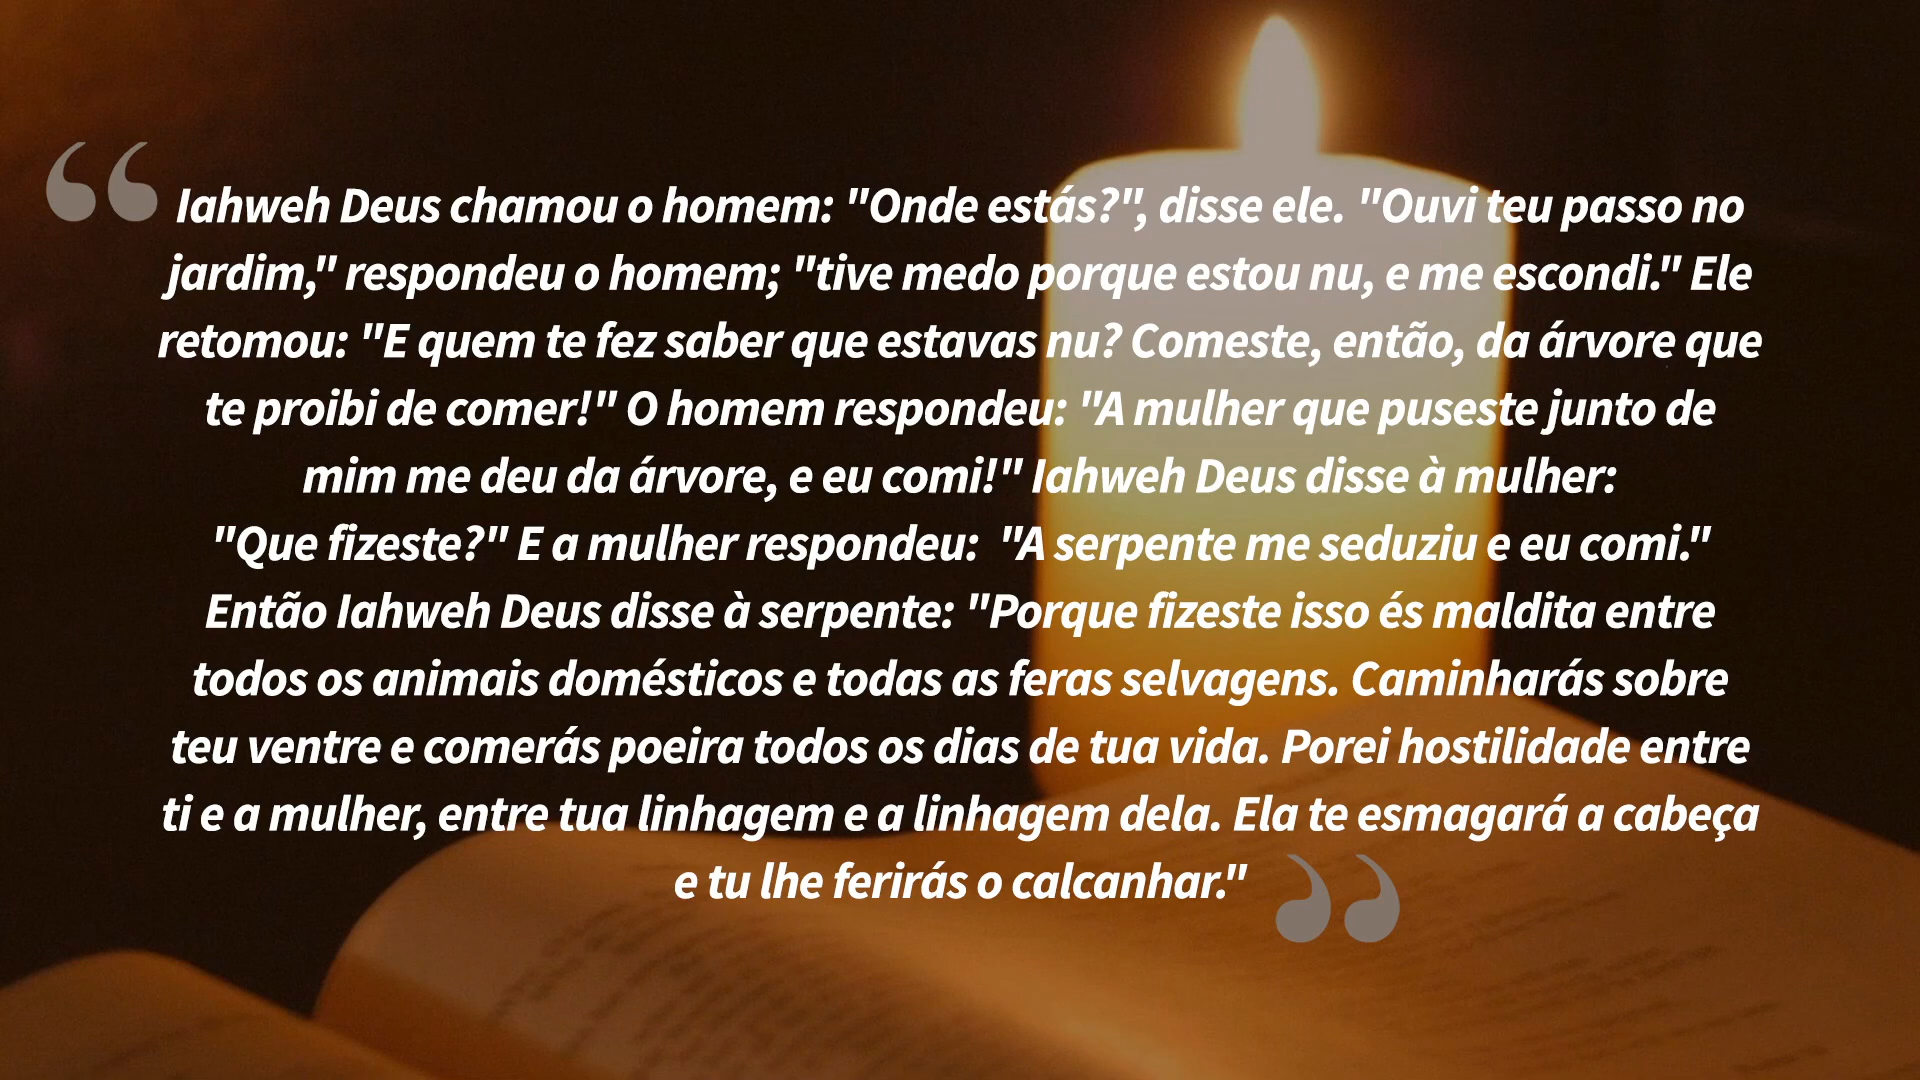 “ Iahweh Deus chamou o homem: "Onde estás?", disse ele. "Ouvi teu passo no
jardim," respondeu o homem; "tive medo porque estou nu, e me escondi." Ele
retomou: "E quem te fez saber que estavas nu? Comeste, então, da árvore que
te proibi de comer!" O homem respondeu: "A mulher que puseste junto de
mim me deu da árvore, e eu comi!" Iahweh Deus disse à mulher:
"Que fizeste?" E a mulher respondeu:  "A serpente me seduziu e eu comi."
Então Iahweh Deus disse à serpente: "Porque fizeste isso és maldita entre
todos os animais domésticos e todas as feras selvagens. Caminharás sobre
teu ventre e comerás poeira todos os dias de tua vida. Porei hostilidade entre
ti e a mulher, entre tua linhagem e a linhagem dela. Ela te esmagará a cabeça
e tu lhe ferirás o calcanhar." ”